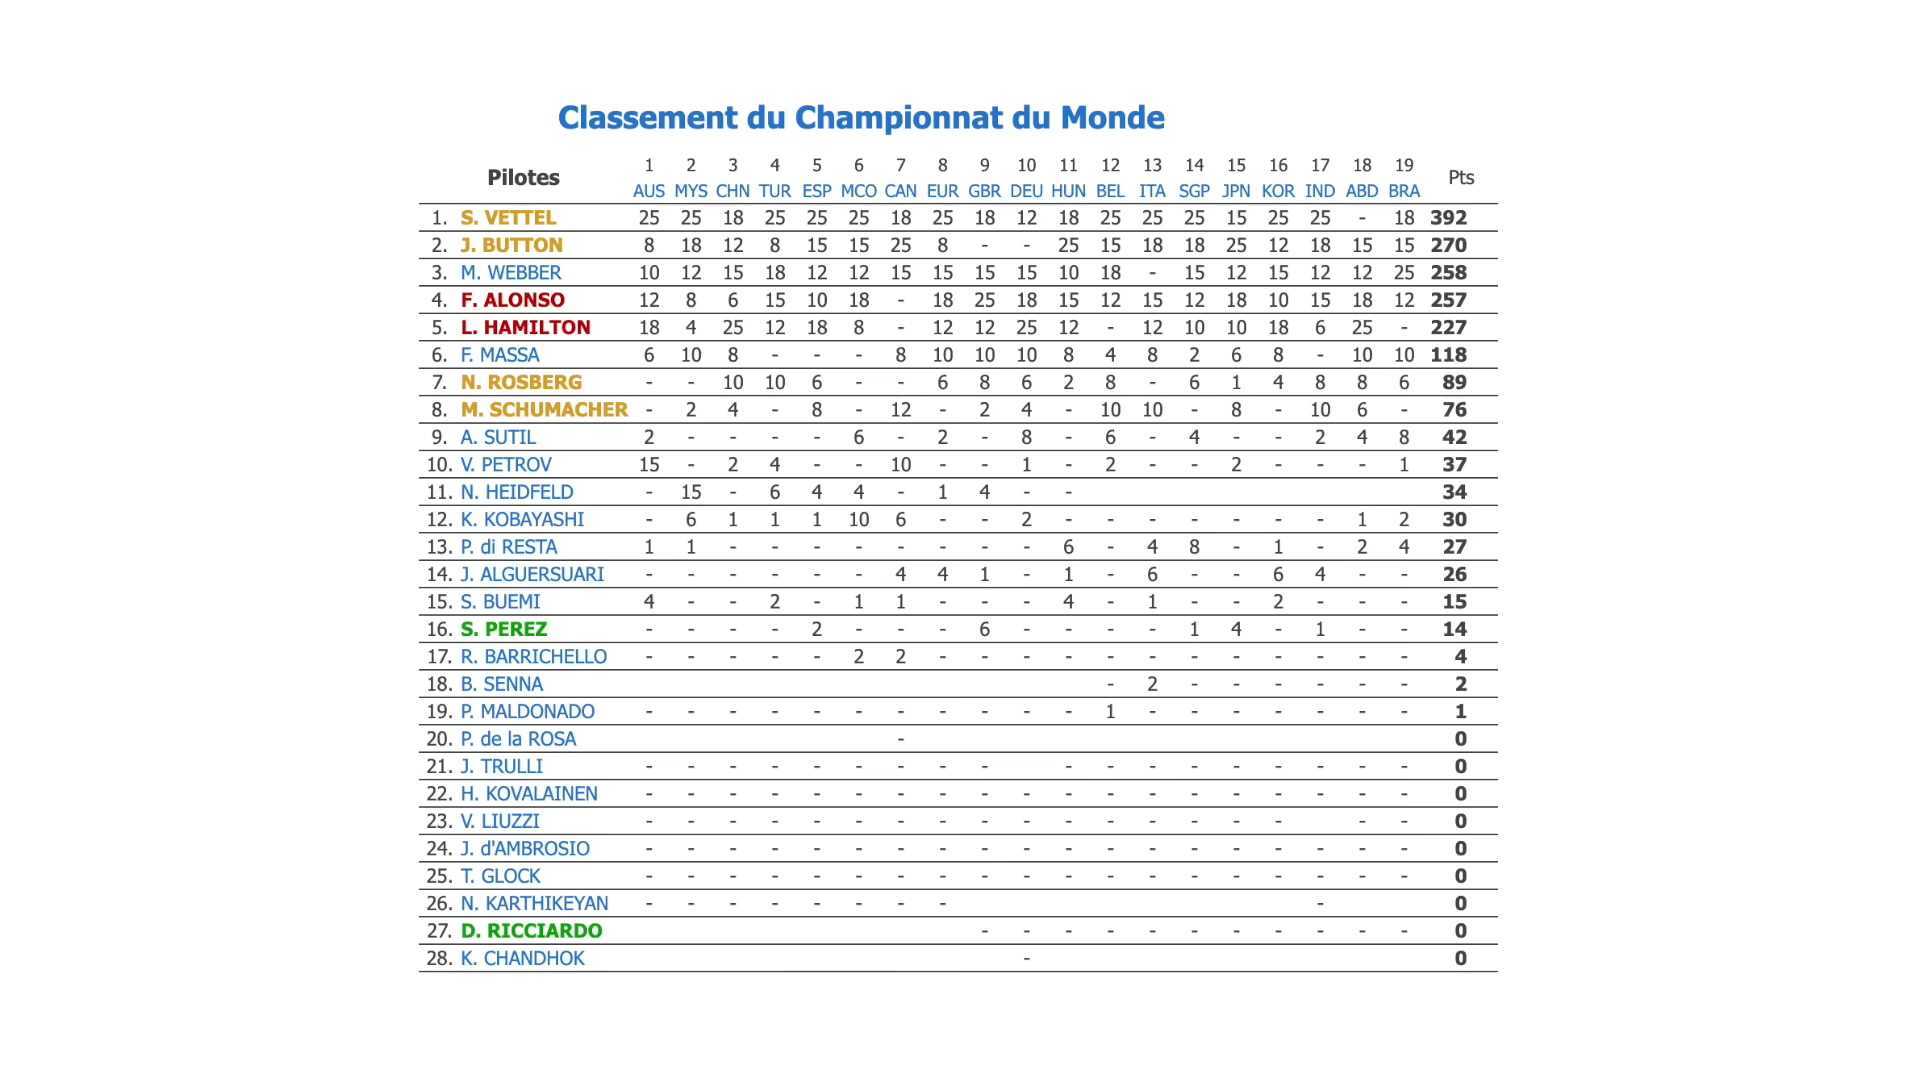 Classement du Championnat du Monde
1 2 3 4 5 6 7 8 9 10 11 12 13 14 15 16 17 18 19
Pilotes Pts
AUS MYS CHN TUR ESP MCO CAN EUR GBR DEU HUN BEL ITA SGP JPN KOR IND ABD BRA
1. S. VETTEL 25 25 18 25 25 25 18 25 18 12 18 25 25 25 15 25 25 - 18 392
2. J. BUTTON 8 18 12 8 15 15 25 8 - - 25 15 18 18 25 12 18 15 15 270
3. M. WEBBER 10 12 15 18 12 12 15 15 15 15 10 18 - 15 12 15 12 12 25 258
4. F. ALONSO 12 8 6 15 10 18 - 18 25 18 15 12 15 12 18 10 15 18 12 257
5. L. HAMILTON 18 4 25 12 18 8 - 12 12 25 12 - 12 10 10 18 6 25 - 227
6. F. MASSA 6 10 8 - - - 8 10 10 10 8 4 8 2 6 8 - 10 10 118
7. N. ROSBERG - - 10 10 6 - - 6 8 6 2 8 - 6 1 4 8 8 6 89
8. M. SCHUMACHER - 2 4 - 8 - 12 - 2 4 - 10 10 - 8 - 10 6 - 76
9. A. SUTIL 2 - - - - 6 - 2 - 8 - 6 - 4 - - 2 4 8 42
10. V. PETROV 15 - 2 4 - - 10 - - 1 - 2 - - 2 - - - 1 37
11. N. HEIDFELD - 15 - 6 4 4 - 1 4 - - 34
12. K. KOBAYASHI - 6 1 1 1 10 6 - - 2 - - - - - - - 1 2 30
13. P. di RESTA 1 1 - - - - - - - - 6 - 4 8 - 1 - 2 4 27
14. J. ALGUERSUARI - - - - - - 4 4 1 - 1 - 6 - - 6 4 - - 26
15. S. BUEMI 4 - - 2 - 1 1 - - - 4 - 1 - - 2 - - - 15
16. S. PEREZ - - - - 2 - - - 6 - - - - 1 4 - 1 - - 14
17. R. BARRICHELLO - - - - - 2 2 - - - - - - - - - - - - 4
18. B. SENNA - 2 - - - - - - 2
19. P. MALDONADO - - - - - - - - - - - 1 - - - - - - - 1
20. P. de la ROSA - 0
21. J. TRULLI - - - - - - - - - - - - - - - - - - 0
22. H. KOVALAINEN - - - - - - - - - - - - - - - - - - - 0
23. V. LIUZZI - - - - - - - - - - - - - - - - - - 0
24. J. d'AMBROSIO - - - - - - - - - - - - - - - - - - - 0
25. T. GLOCK - - - - - - - - - - - - - - - - - - - 0
26. N. KARTHIKEYAN - - - - - - - - - 0
27. D. RICCIARDO - - - - - - - - - - - 0
28. K. CHANDHOK - 0